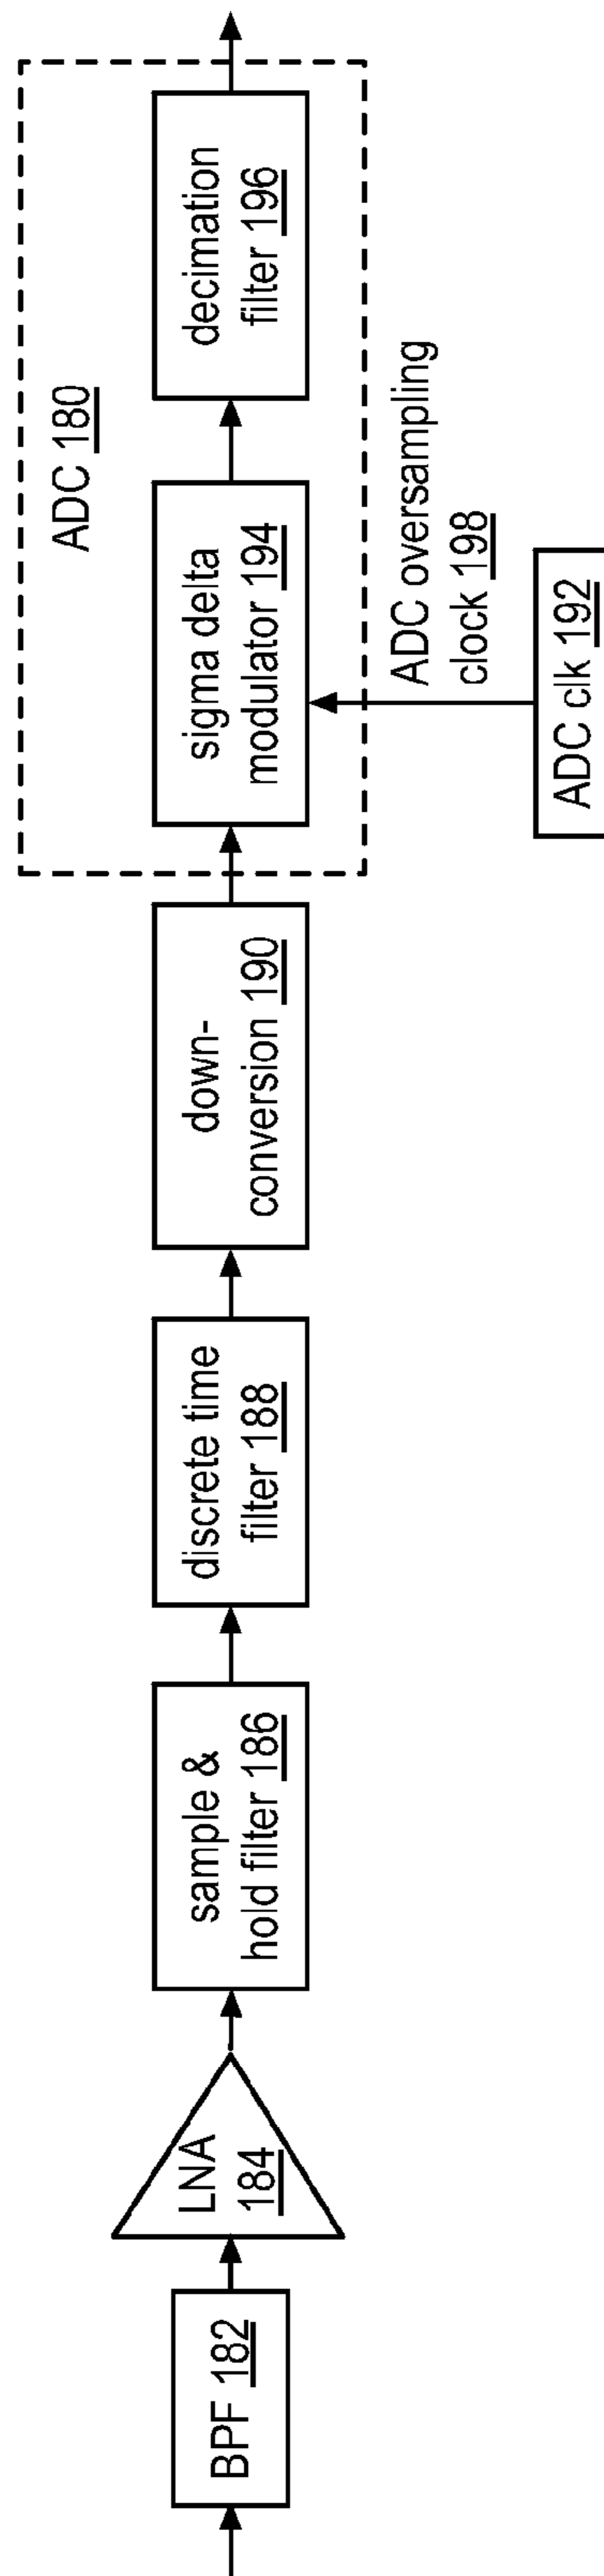 BPF 182
LNA
184
sample &
hold filter 186
discrete time
filter 188
down-
conversion 190
ADC 180
sigma delta
modulator 194
decimation
filter 196
ADC oversampling
clock 198
ADC clk 192